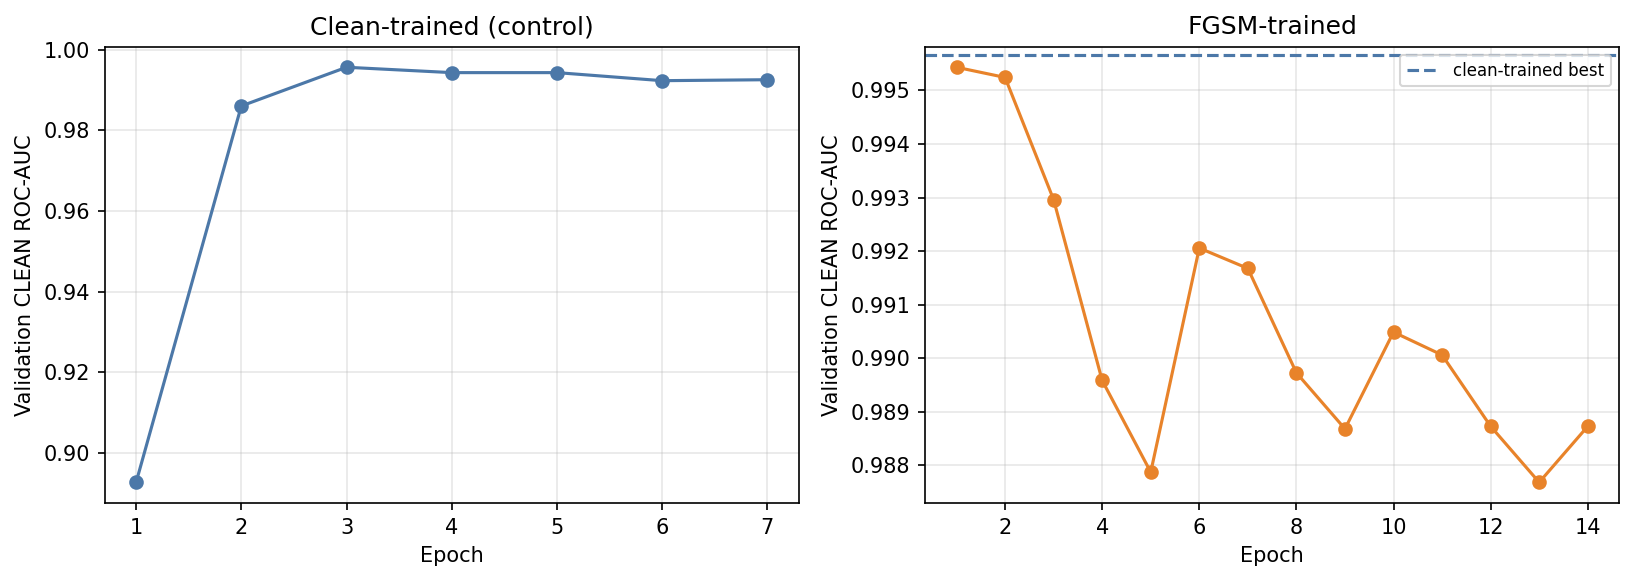 Clean-trained (control)
Validation CLEAN ROC-AUC
1.00
0.98
0.96
0.94
0.92
0.90
1 2 3 4 5 6 7
Epoch
FGSM-trained
Validation CLEAN ROC-AUC
0.995
0.994
0.993
0.992
0.991
0.990
0.989
0.988
clean-trained best
2 4 6 8 10 12 14
Epoch